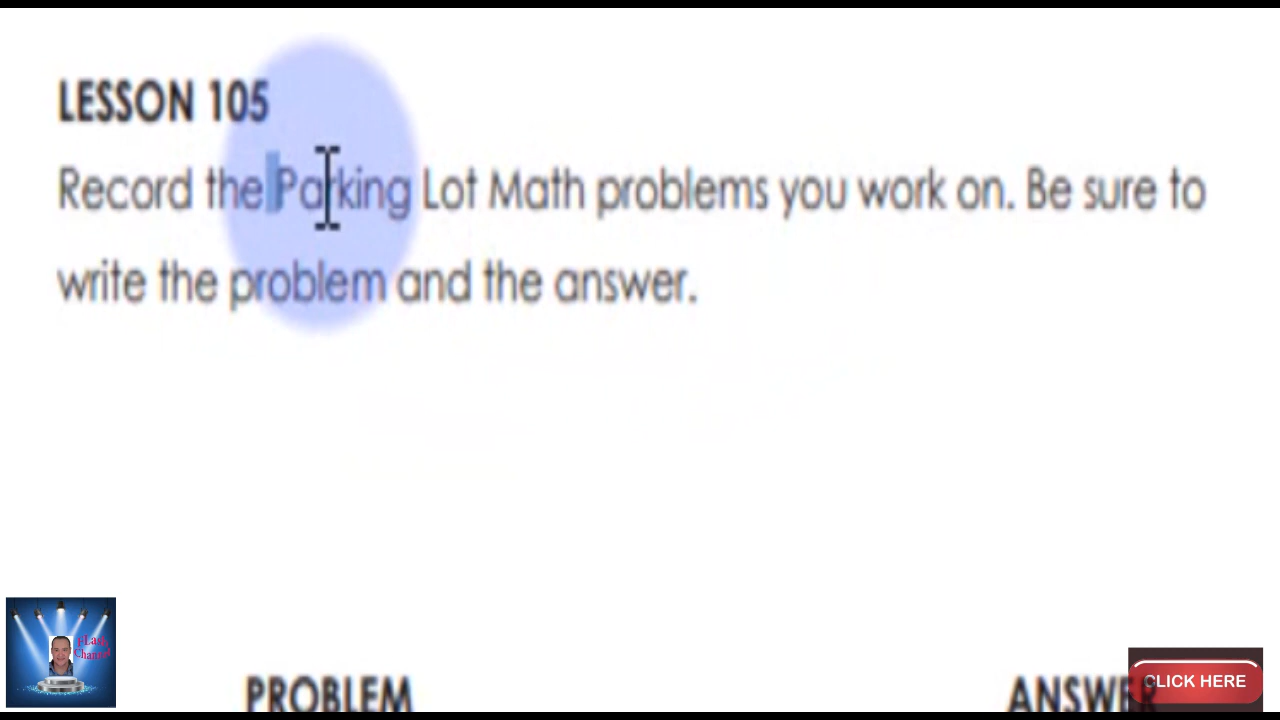 LESSON 105
Record the Parking Lot Math problems you work on. Be sure to
write the problem and the answer.
PROBLEM ANSWER
CLICK HERE